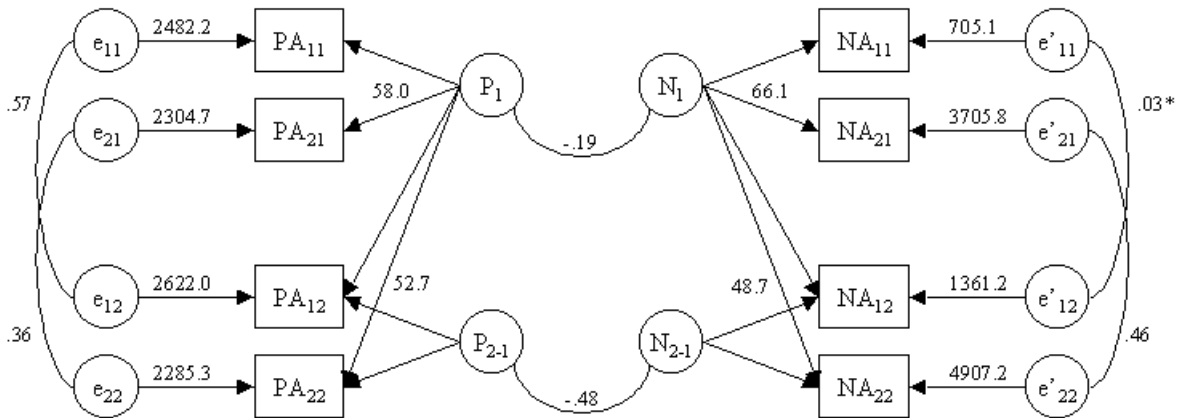 e11 2482.2 PA11 NA11 705.1 e'11
.57 58.0 P1 N1 66.1 .03*
e21 2304.7 PA21 NA21 3705.8 e'21
-.19
e12 2622.0 PA12 52.7 48.7 NA12 1361.2 e'12
.36 P2-1 N2-1 .46
e22 2285.3 PA22 -.48 NA22 4907.2 e'22